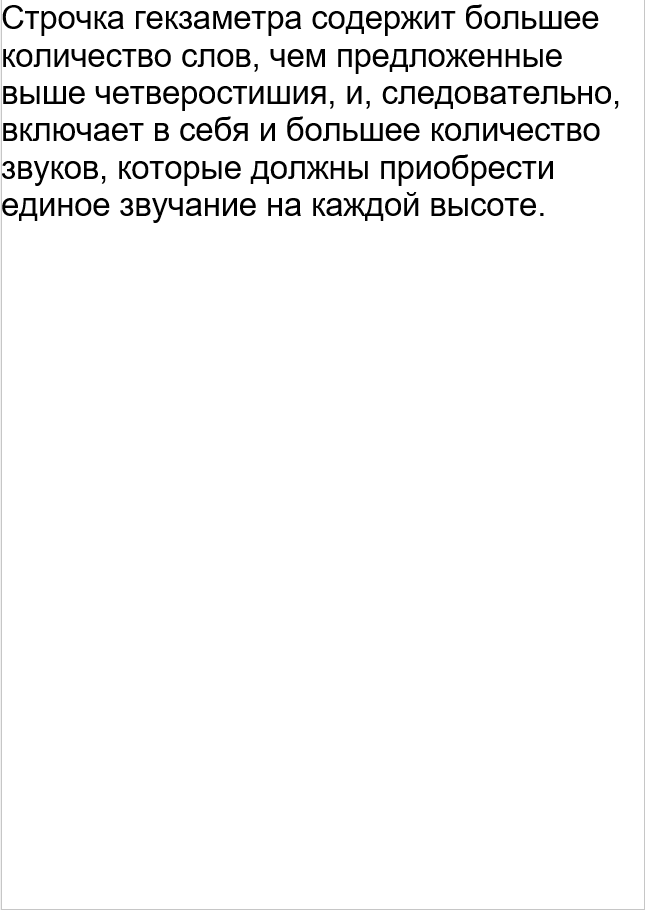 Строчка гекзаметра содержит большее
количество слов, чем предложенные
выше четверостишия, и, следовательно,
включает в себя и большее количество
звуков, которые должны приобрести
единое звучание на каждой высоте.